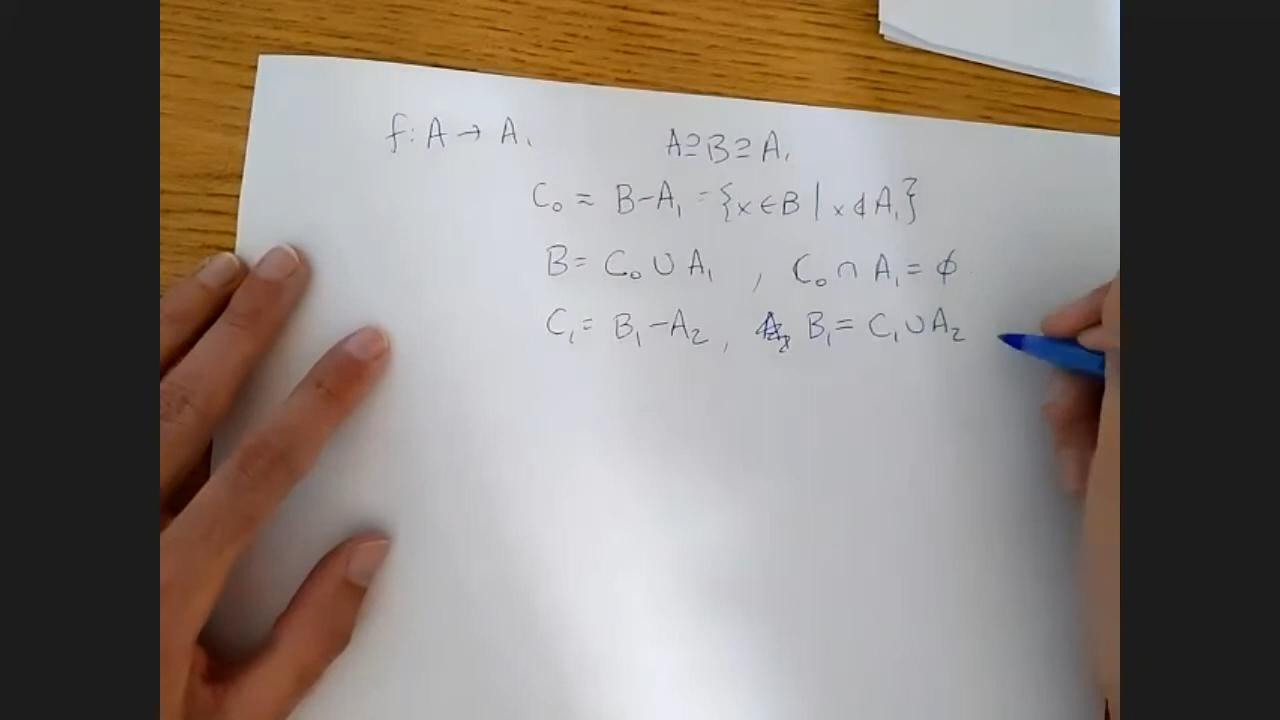 f: A → A₁ A ⊇ B ⊇ A₁
C₀ = B - A₁ = {x ∈ B | x ∉ A₁}
B = C₀ ∪ A₁ , C₀ ∩ A₁ = ϕ
C₁ = B₁ - A₂ , B₁ = C₁ ∪ A₂